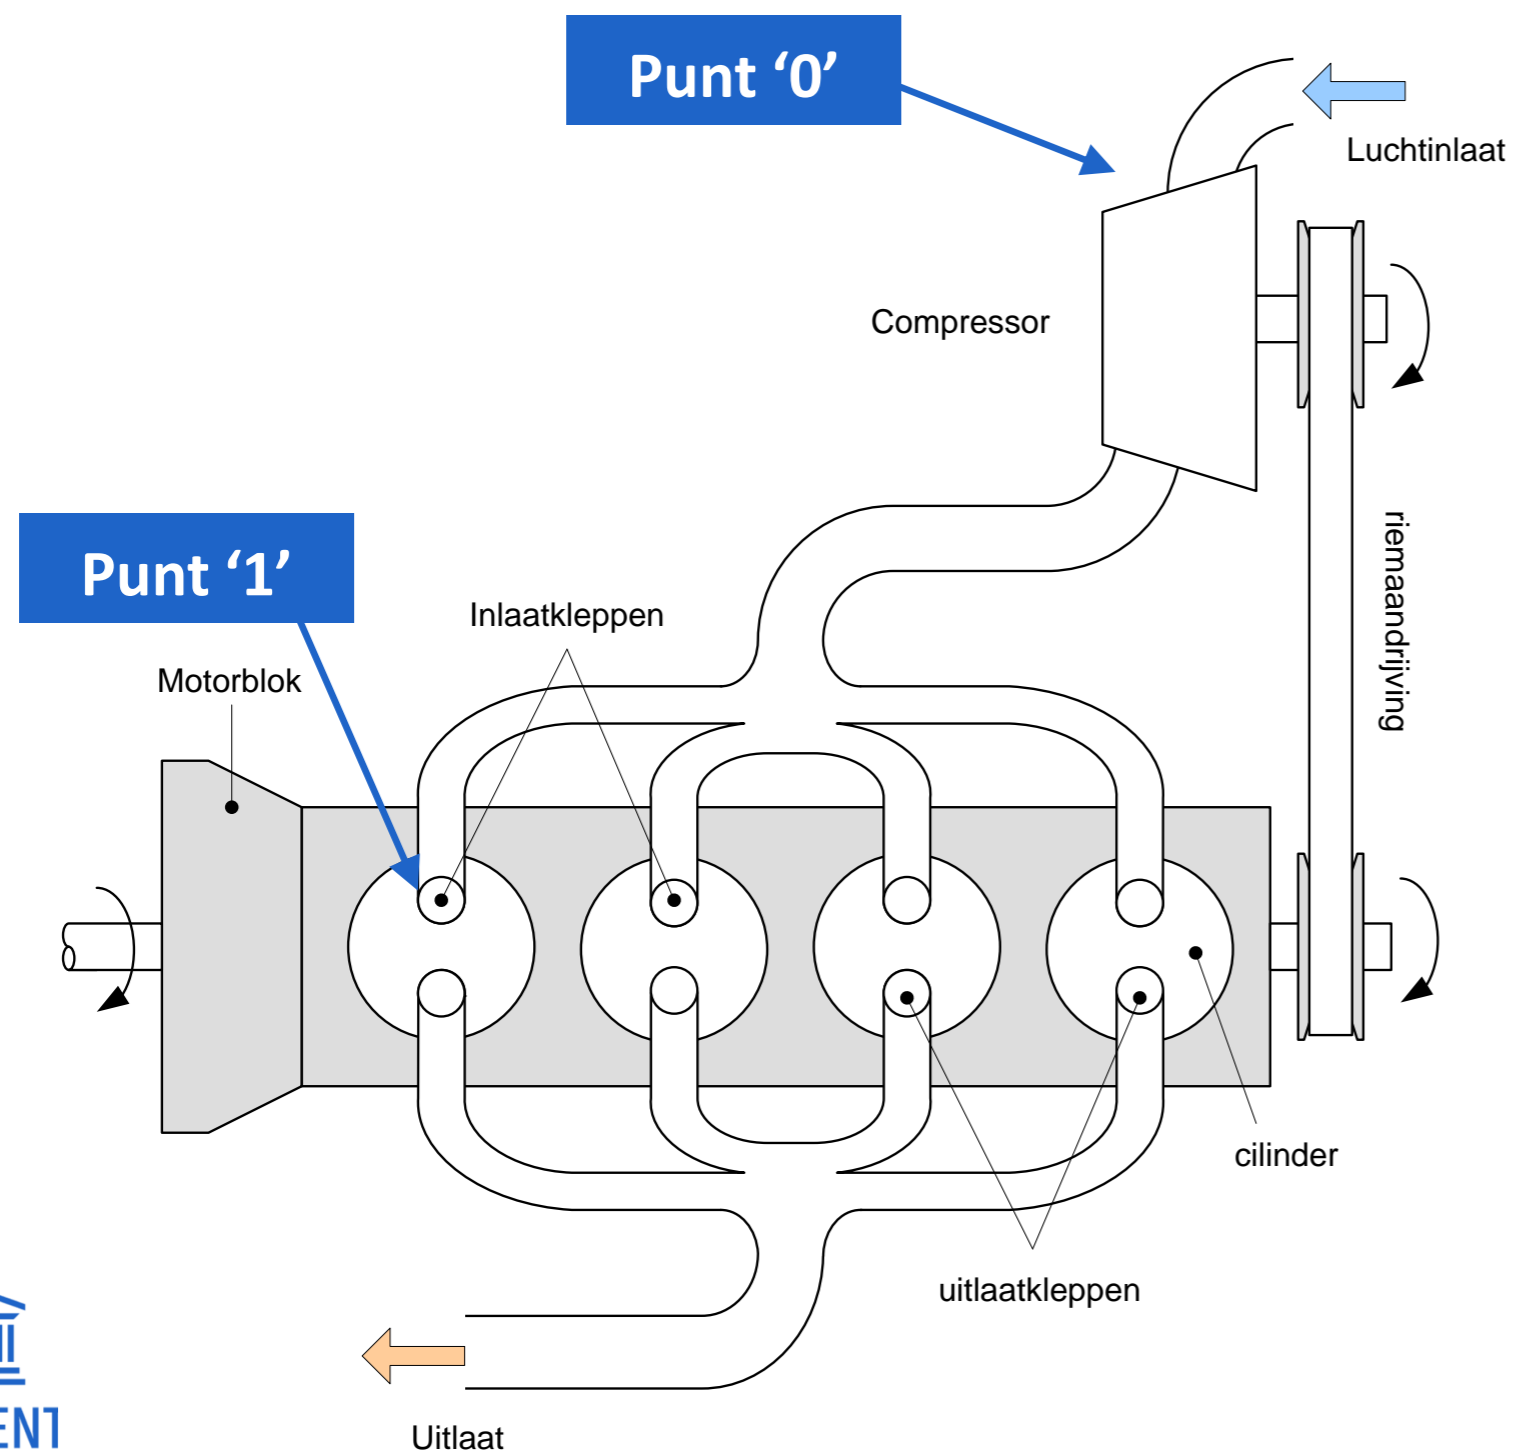 Punt ‘0’
Luchtinlaat
Compressor
riemaandrijving
Punt ‘1’
Inlaatkleppen
Motorblok
cilinder
uitlaatkleppen
Uitlaat